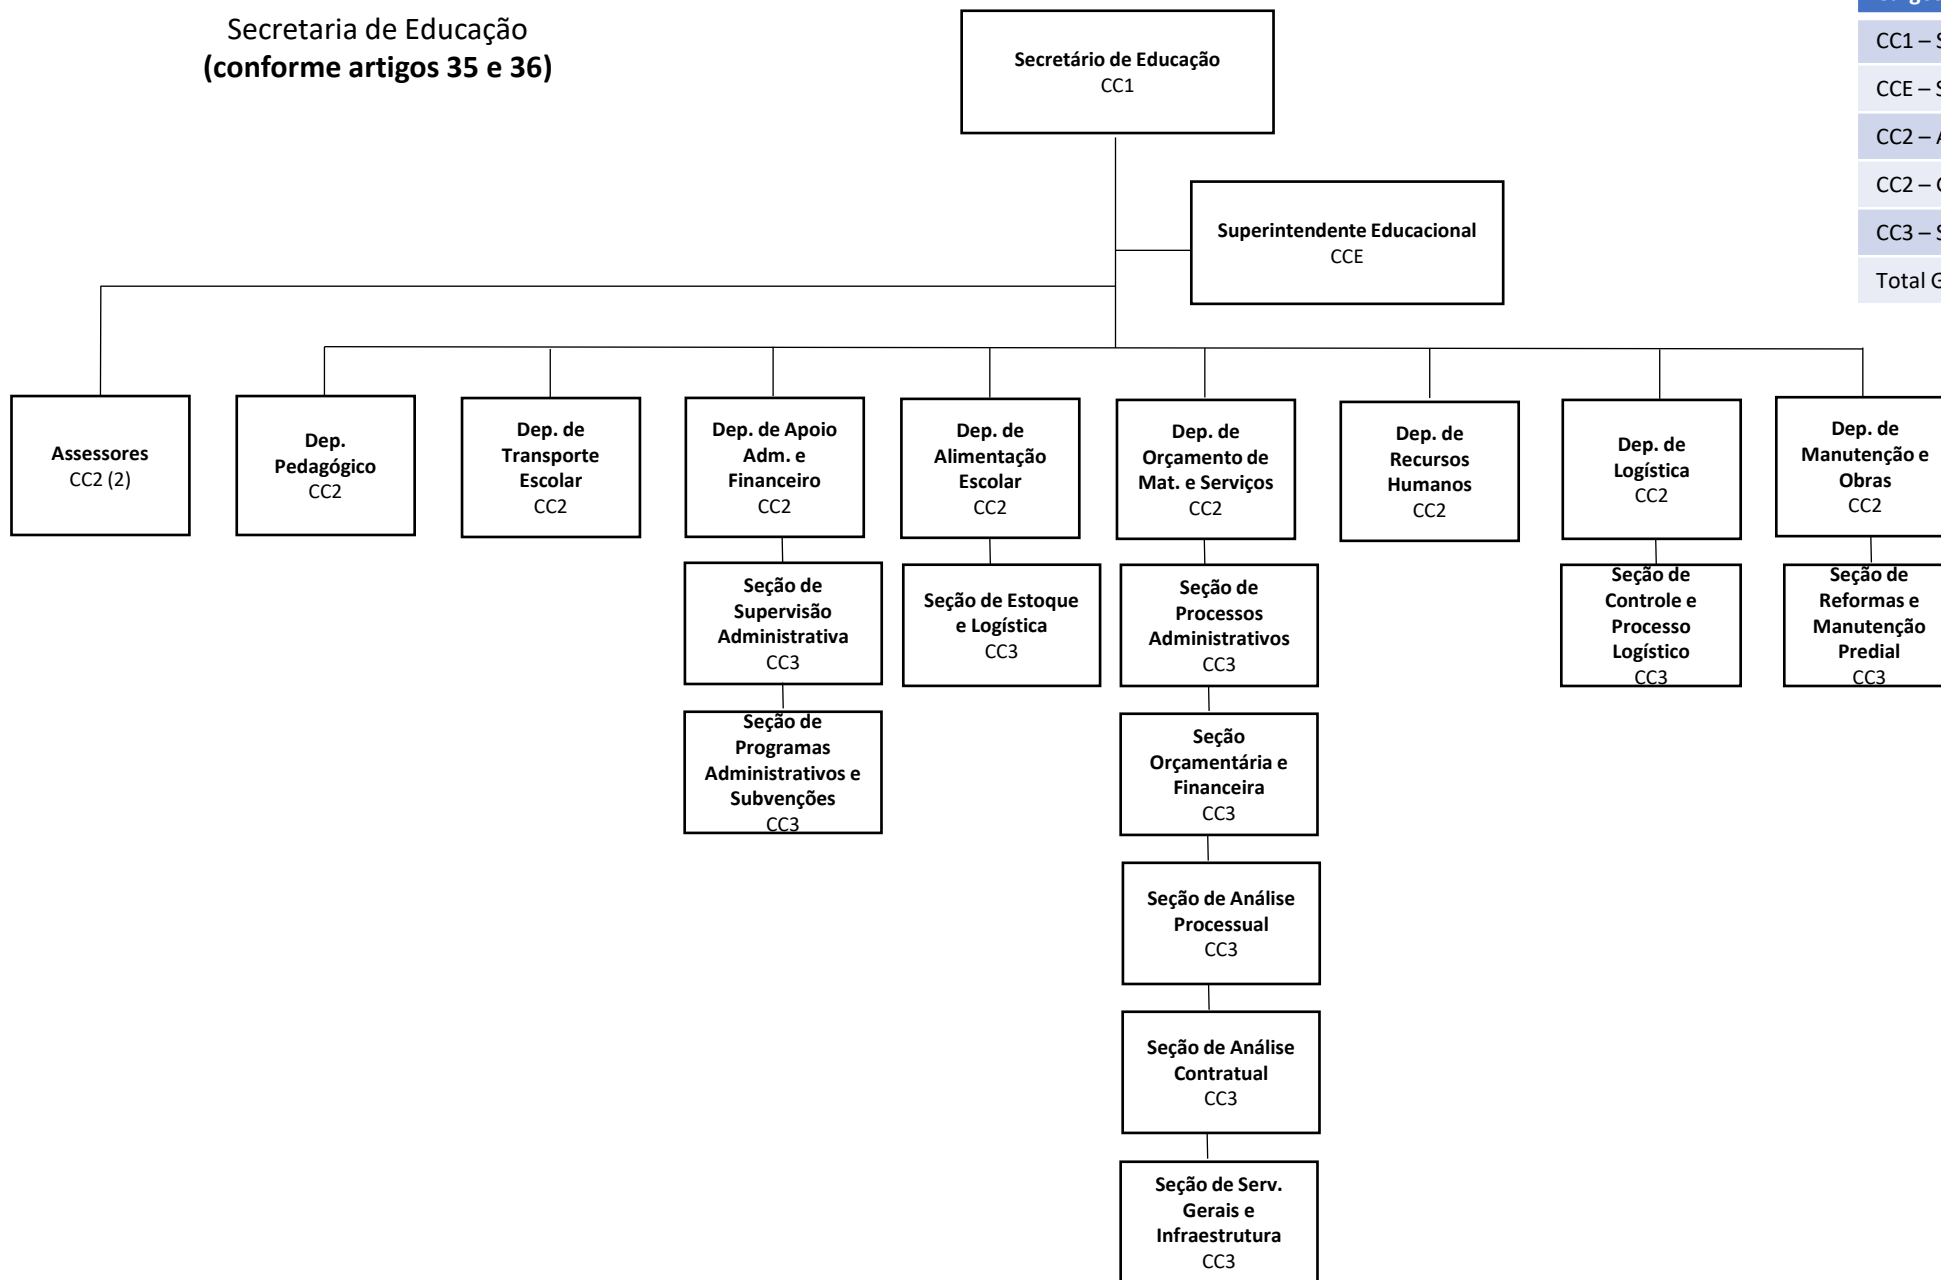 Secretaria de Educação
(conforme artigos 35 e 36)
Secretário de Educação
CC1
CC1 –
CCE –
CC2 –
CC2 –
CC3 –
Total
Superintendente Educacional
CCE
Assessores
CC2 (2)
Dep.
Pedagógico
CC2
Dep. de
Transporte
Escolar
CC2
Dep. de Apoio
Adm. e
Financeiro
CC2
Dep. de
Alimentação
Escolar
CC2
Dep. de
Orçamento de
Mat. e Serviços
CC2
Dep. de
Recursos
Humanos
CC2
Dep. de
Logística
CC2
Dep. de
Manutenção e
Obras
CC2
Seção de
Supervisão
Administrativa
CC3
Seção de Estoque
e Logística
CC3
Seção de
Processos
Administrativos
CC3
Seção de
Controle e
Processo
Logístico
CC3
Seção de
Reformas e
Manutenção
Predial
CC3
Seção de
Programas
Administrativos e
Subvenções
CC3
Seção
Orçamentária e
Financeira
CC3
Seção de Análise
Processual
CC3
Seção de Análise
Contratual
CC3
Seção de Serv.
Gerais e
Infraestrutura
CC3